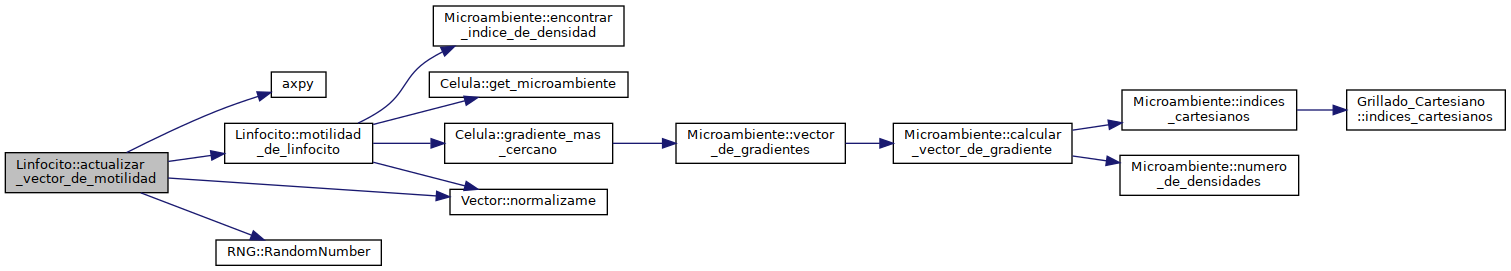 Linfocito::actualizar
_vector_de_motilidad
axpy
Linfocito::motilidad
_de_linfocito
Microambiente::encontrar
_indice_de_densidad
Celula::get_microambiente
Celula::gradiente_mas
_cercano
Vector::normalizame
RNG::RandomNumber
Microambiente::vector
_de_gradientes
Microambiente::calcular
_vector_de_gradiente
Microambiente::indices
_cartesianos
Microambiente::numero
_de_densidades
Grillado_Cartesiano
::indices_cartesianos